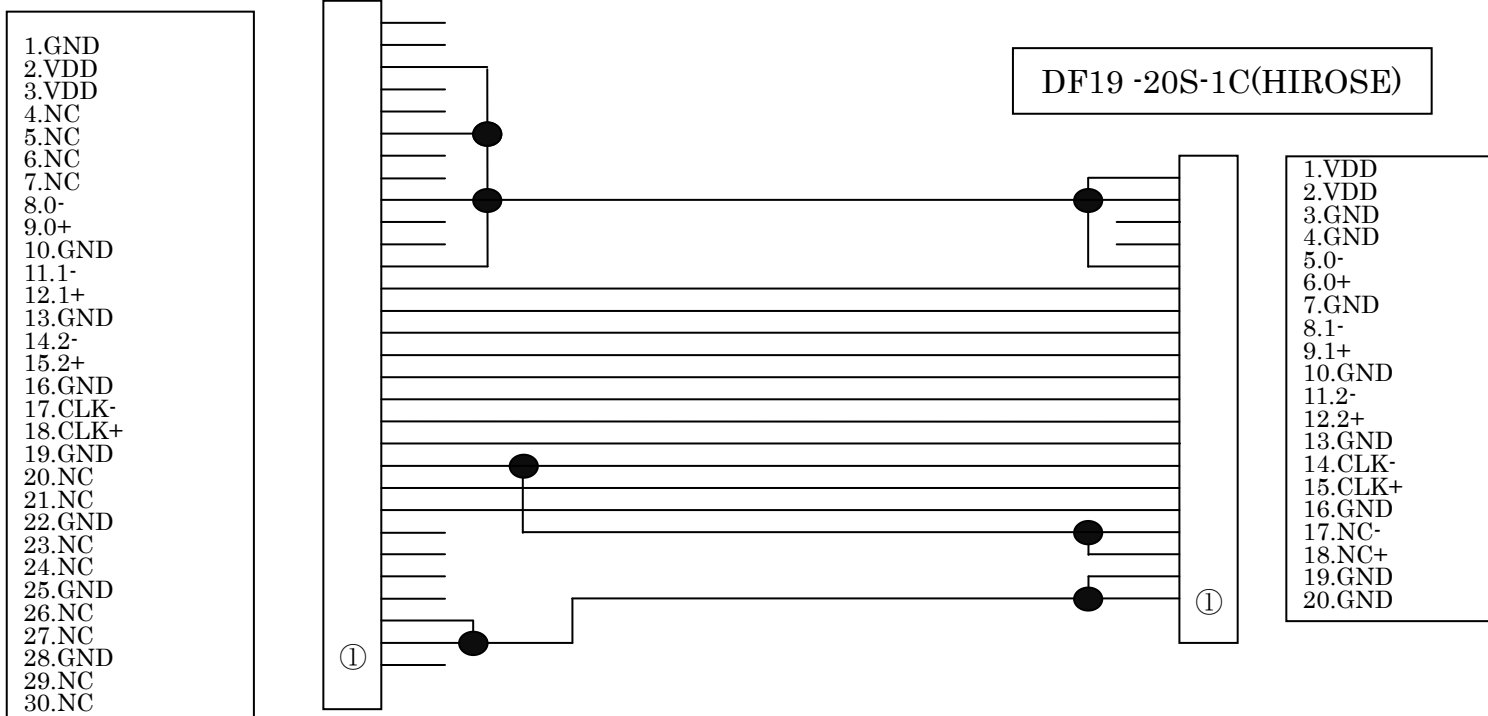 1.GND
2.VDD
3.VDD
4.NC
5.NC
6.NC
7.NC
8.0-
9.0+
10.GND
11.1-
12.1+
13.GND
14.2-
15.2+
16.GND
17.CLK-
18.CLK+
19.GND
20.NC
21.NC
22.GND
23.NC
24.NC
25.GND
26.NC
27.NC
28.GND
29.NC
30.NC
①
DF19 -20S-1C(HIROSE)
①
1.VDD
2.VDD
3.GND
4.GND
5.0-
6.0+
7.GND
8.1-
9.1+
10.GND
11.2-
12.2+
13.GND
14.CLK-
15.CLK+
16.GND
17.NC-
18.NC+
19.GND
20.GND